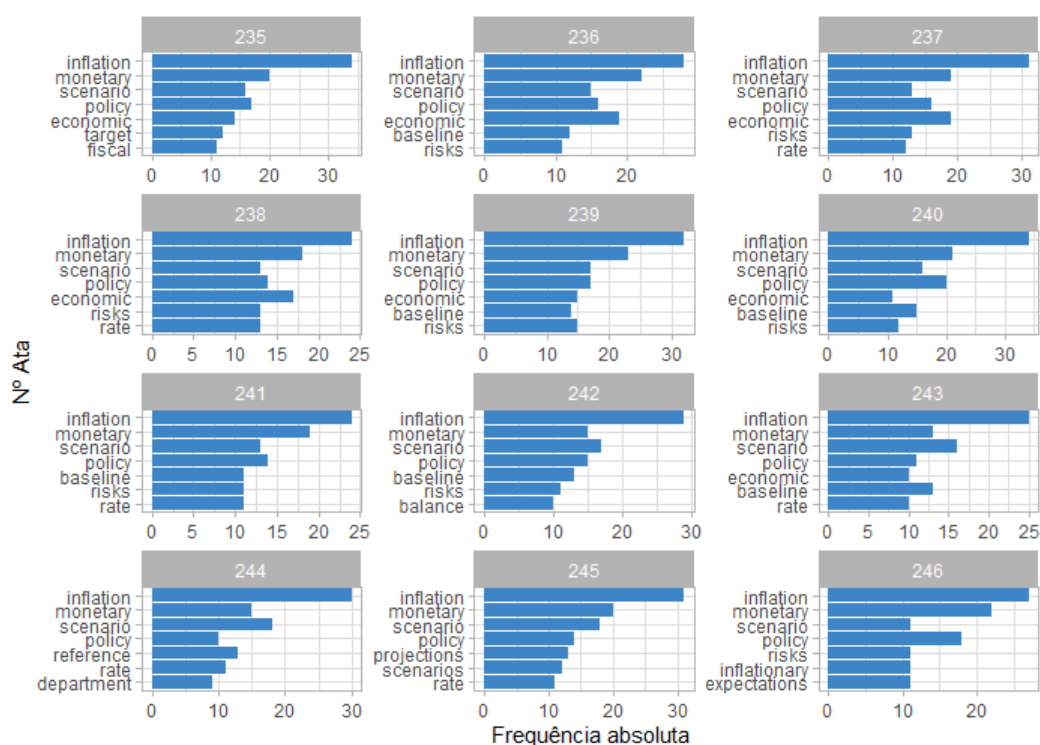 235
inflation
monetary
scenario
policy
economic
target
fiscal
0 10 20 30
236
inflation
monetary
scenario
policy
economic
baseline
risks
0 10 20
237
inflation
monetary
scenario
policy
economic
risks
rate
0 10 20 30
238
inflation
monetary
scenario
policy
economic
risks
rate
0 5 10 15 20 25
239
inflation
monetary
scenario
policy
economic
baseline
risks
0 10 20 30
240
inflation
monetary
scenario
policy
economic
baseline
risks
0 10 20 30
Nº Ata
241
inflation
monetary
scenario
policy
baseline
risks
rate
0 5 10 15 20 25
242
inflation
monetary
scenario
policy
baseline
risks
balance
0 10 20 30
243
inflation
monetary
scenario
policy
economic
baseline
rate
0 5 10 15 20 25
244
inflation
monetary
scenario
policy
reference
rate
department
0 10 20 30
245
inflation
monetary
scenario
policy
projections
scenarios
rate
0 10 20 30
246
inflation
monetary
scenario
policy
risks
inflationary
expectations
0 10 20
Frequência absoluta